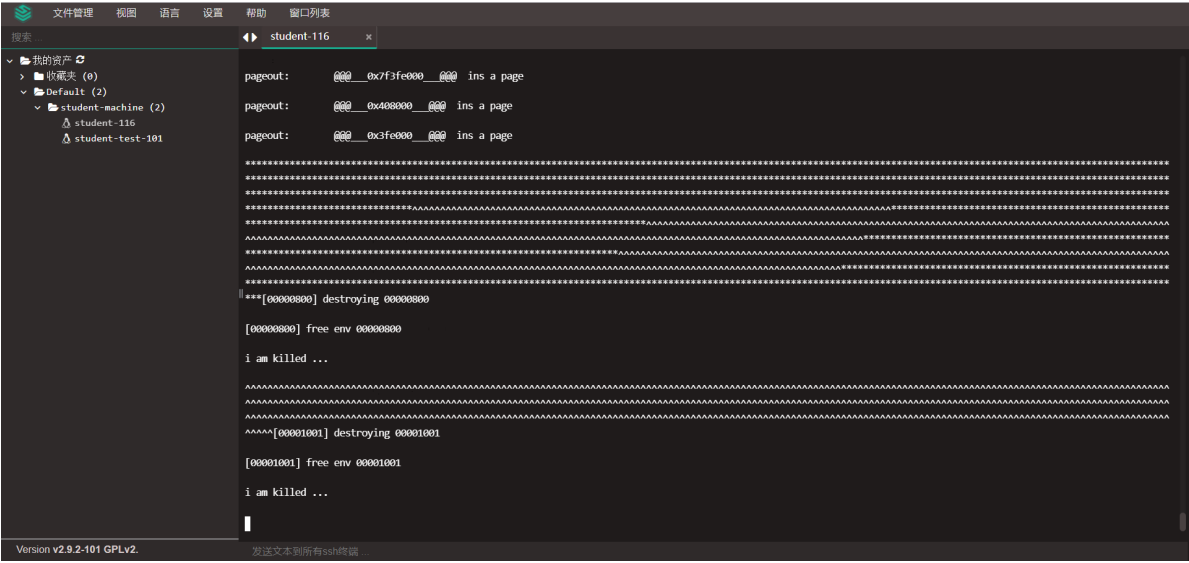 文件管理 视图 语言 设置 帮助 窗口列表
搜索 ...
student-116 ×
我的资产
收藏夹 (0)
Default (2)
student-machine (2)
student-116
student-test-101
pageout: @@@___0x7f3fe000___@@@ ins a page
pageout: @@@___0x408000___@@@ ins a page
pageout: @@@___0x3fe000___@@@ ins a page
**********************************************************************************************************************************************************************
**********************************************************************************************************************************************************************
**********************************************************************************************************************************************************************
******************************^^^^^^^^^^^^^^^^^^^^^^^^^^^^^^^^^^^^^^^^^^^^^^^^^^^^^^^^^^^^^^^^^^^^^^^^^^^^^^^^^^^^^^**************************************************
************************************************************************^^^^^^^^^^^^^^^^^^^^^^^^^^^^^^^^^^^^^^^^^^^^^^^^^^^^^^^^^^^^^^^^^^^^^^^^^^^^^^^^^^^^^^^^^^^^^^
^^^^^^^^^^^^^^^^^^^^^^^^^^^^^^^^^^^^^^^^^^^^^^^^^^^^^^^^^^^^^^^^^^^^^^^^^^^^^^^^^^^^^^^^^^^^^^^^^^^^^^^^^^^^^^^*******************************************************
*******************************************************************^^^^^^^^^^^^^^^^^^^^^^^^^^^^^^^^^^^^^^^^^^^^^^^^^^^^^^^^^^^^^^^^^^^^^^^^^^^^^^^^^^^^^^^^^^^^^^^^^^^
^^^^^^^^^^^^^^^^^^^^^^^^^^^^^^^^^^^^^^^^^^^^^^^^^^^^^^^^^^^^^^^^^^^^^^^^^^^^^^^^^^^^^^^^^^^^^^^^^^^^^^^^^^^***********************************************************
**********************************************************************************************************************************************************************
***[00000800] destroying 00000800
[00000800] free env 00000800
i am killed ...
^^^^^^^^^^^^^^^^^^^^^^^^^^^^^^^^^^^^^^^^^^^^^^^^^^^^^^^^^^^^^^^^^^^^^^^^^^^^^^^^^^^^^^^^^^^^^^^^^^^^^^^^^^^^^^^^^^^^^^^^^^^^^^^^^^^^^^^^^^^^^^^^^^^^^^^^^^^^^^^^^^^^^^
^^^^^^^^^^^^^^^^^^^^^^^^^^^^^^^^^^^^^^^^^^^^^^^^^^^^^^^^^^^^^^^^^^^^^^^^^^^^^^^^^^^^^^^^^^^^^^^^^^^^^^^^^^^^^^^^^^^^^^^^^^^^^^^^^^^^^^^^^^^^^^^^^^^^^^^^^^^^^^^^^^^^^^
^^^^^^^^^^^^^^^^^^^^^^^^^^^^^^^^^^^^^^^^^^^^^^^^^^^^^^^^^^^^^^^^^^^^^^^^^^^^^^^^^^^^^^^^^^^^^^^^^^^^^^^^^^^^^^^^^^^^^^^^^^^^^^^^^^^^^^^^^^^^^^^^^^^^^^^^^^^^^^^^^^^^^^
^^^^^[00001001] destroying 00001001
[00001001] free env 00001001
i am killed ...
Version v2.9.2-101 GPLv2.
发送文本到所有ssh终端 ...